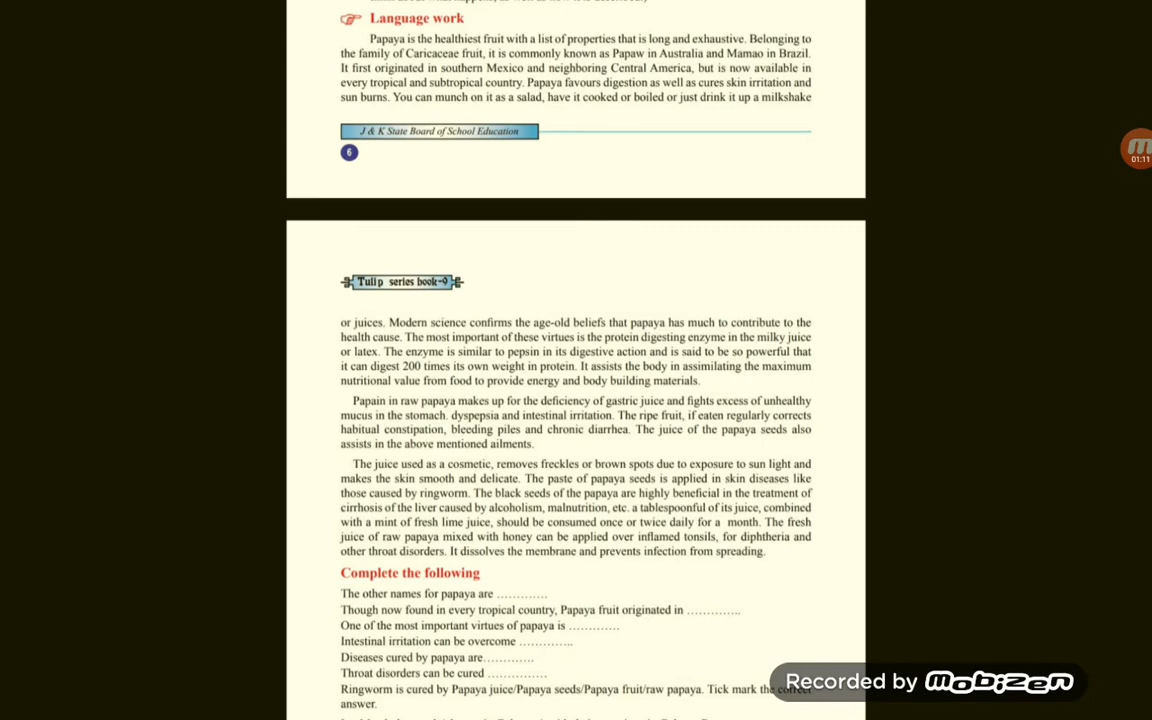 Language work
Papaya is the healthiest fruit with a list of properties that is long and exhaustive. Belonging to
the family of Caricaceae fruit, it is commonly known as Papaw in Australia and Mamao in Brazil.
It first originated in southern Mexico and neighboring Central America, but is now available in
every tropical and subtropical country. Papaya favours digestion as well as cures skin irritation and
sun burns. You can munch on it as a salad, have it cooked or boiled or just drink it up a milkshake
J & K State Board of School Education
6
01:11
Tulip series book-9
or juices. Modern science confirms the age-old beliefs that papaya has much to contribute to the
health cause. The most important of these virtues is the protein digesting enzyme in the milky juice
or latex. The enzyme is similar to pepsin in its digestive action and is said to be so powerful that
it can digest 200 times its own weight in protein. It assists the body in assimilating the maximum
nutritional value from food to provide energy and body building materials.
Papain in raw papaya makes up for the deficiency of gastric juice and fights excess of unhealthy
mucus in the stomach. dyspepsia and intestinal irritation. The ripe fruit, if eaten regularly corrects
habitual constipation, bleeding piles and chronic diarrhea. The juice of the papaya seeds also
assists in the above mentioned ailments.
The juice used as a cosmetic, removes freckles or brown spots due to exposure to sun light and
makes the skin smooth and delicate. The paste of papaya seeds is applied in skin diseases like
those caused by ringworm. The black seeds of the papaya are highly beneficial in the treatment of
cirrhosis of the liver caused by alcoholism, malnutrition, etc. a tablespoonful of its juice, combined
with a mint of fresh lime juice, should be consumed once or twice daily for a month. The fresh
juice of raw papaya mixed with honey can be applied over inflamed tonsils, for diphtheria and
other throat disorders. It dissolves the membrane and prevents infection from spreading.
Complete the following
The other names for papaya are .............
Though now found in every tropical country, Papaya fruit originated in ..............
One of the most important virtues of papaya is .............
Intestinal irritation can be overcome ..............
Diseases cured by papaya are.............
Throat disorders can be cured ...............
Ringworm is cured by Papaya juice/Papaya seeds/Papaya fruit/raw papaya. Tick mark the correct
answer.
Recorded by mobizen